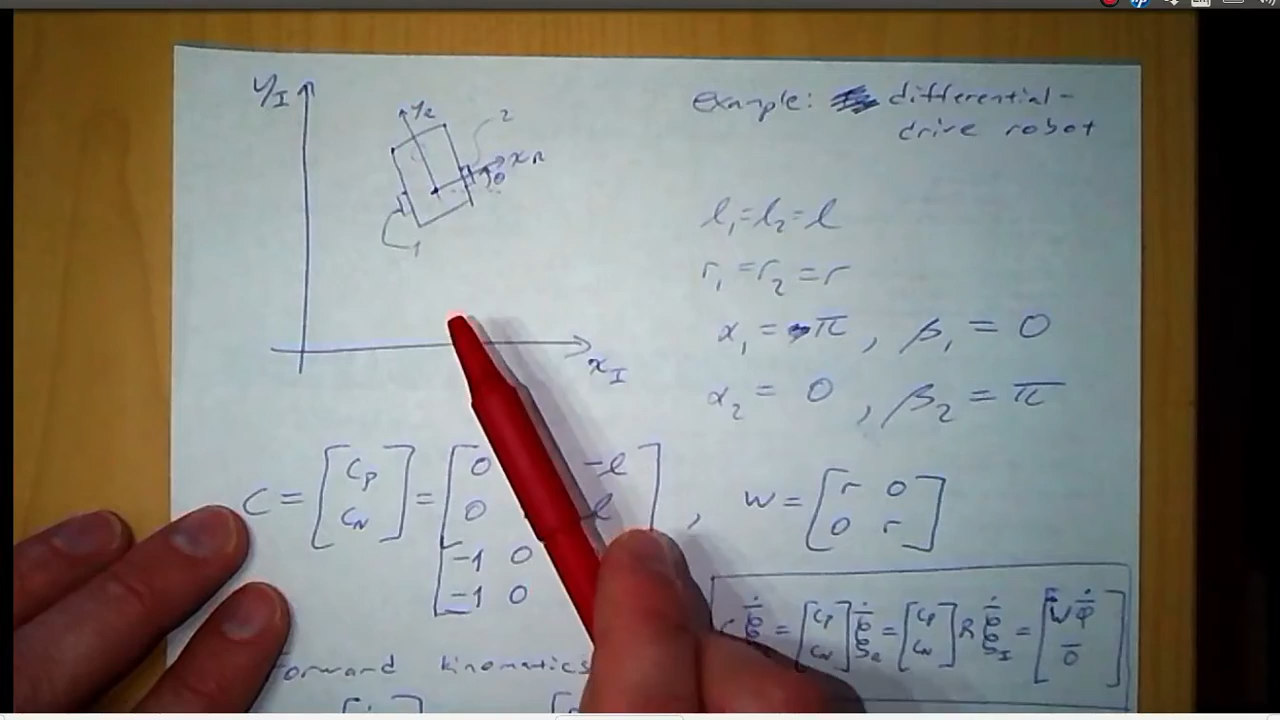 Y_I
Y_R
2
x_R
θ
1
x_I
example: differential-
drive robot
l₁=l₂=l
r₁=r₂=r
α₁ = π, β₁ = 0
α₂ = 0, β₂ = π
C = [C_P C_N] = [0 -l
0 l
-1 0
-1 0], W = [r 0
0 r]
= [C_P C_N] ξ̇_R = [C_P C_N] R ξ̇_I = [W φ̇ 0]
forward kinematics